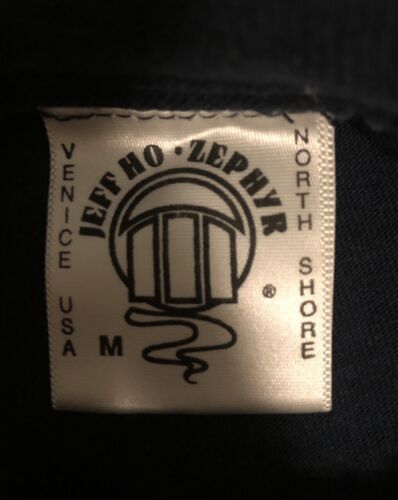 JEFF HO · ZEPHYR
VENICE USA
NORTH SHORE
®
M